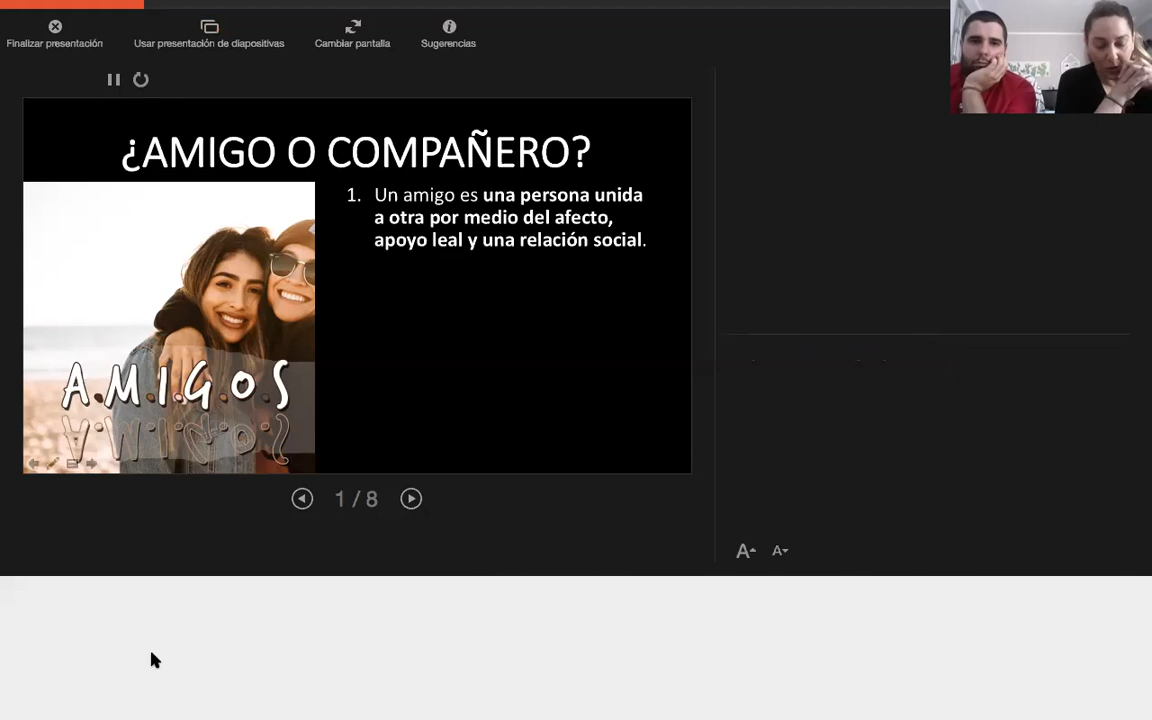 Finalizar presentación
Usar presentación de diapositivas
Cambiar pantalla
Sugerencias
¿AMIGO O COMPAÑERO?
1. Un amigo es una persona unida
a otra por medio del afecto,
apoyo leal y una relación social.
A.M.I.G.O.S
1 / 8
A A